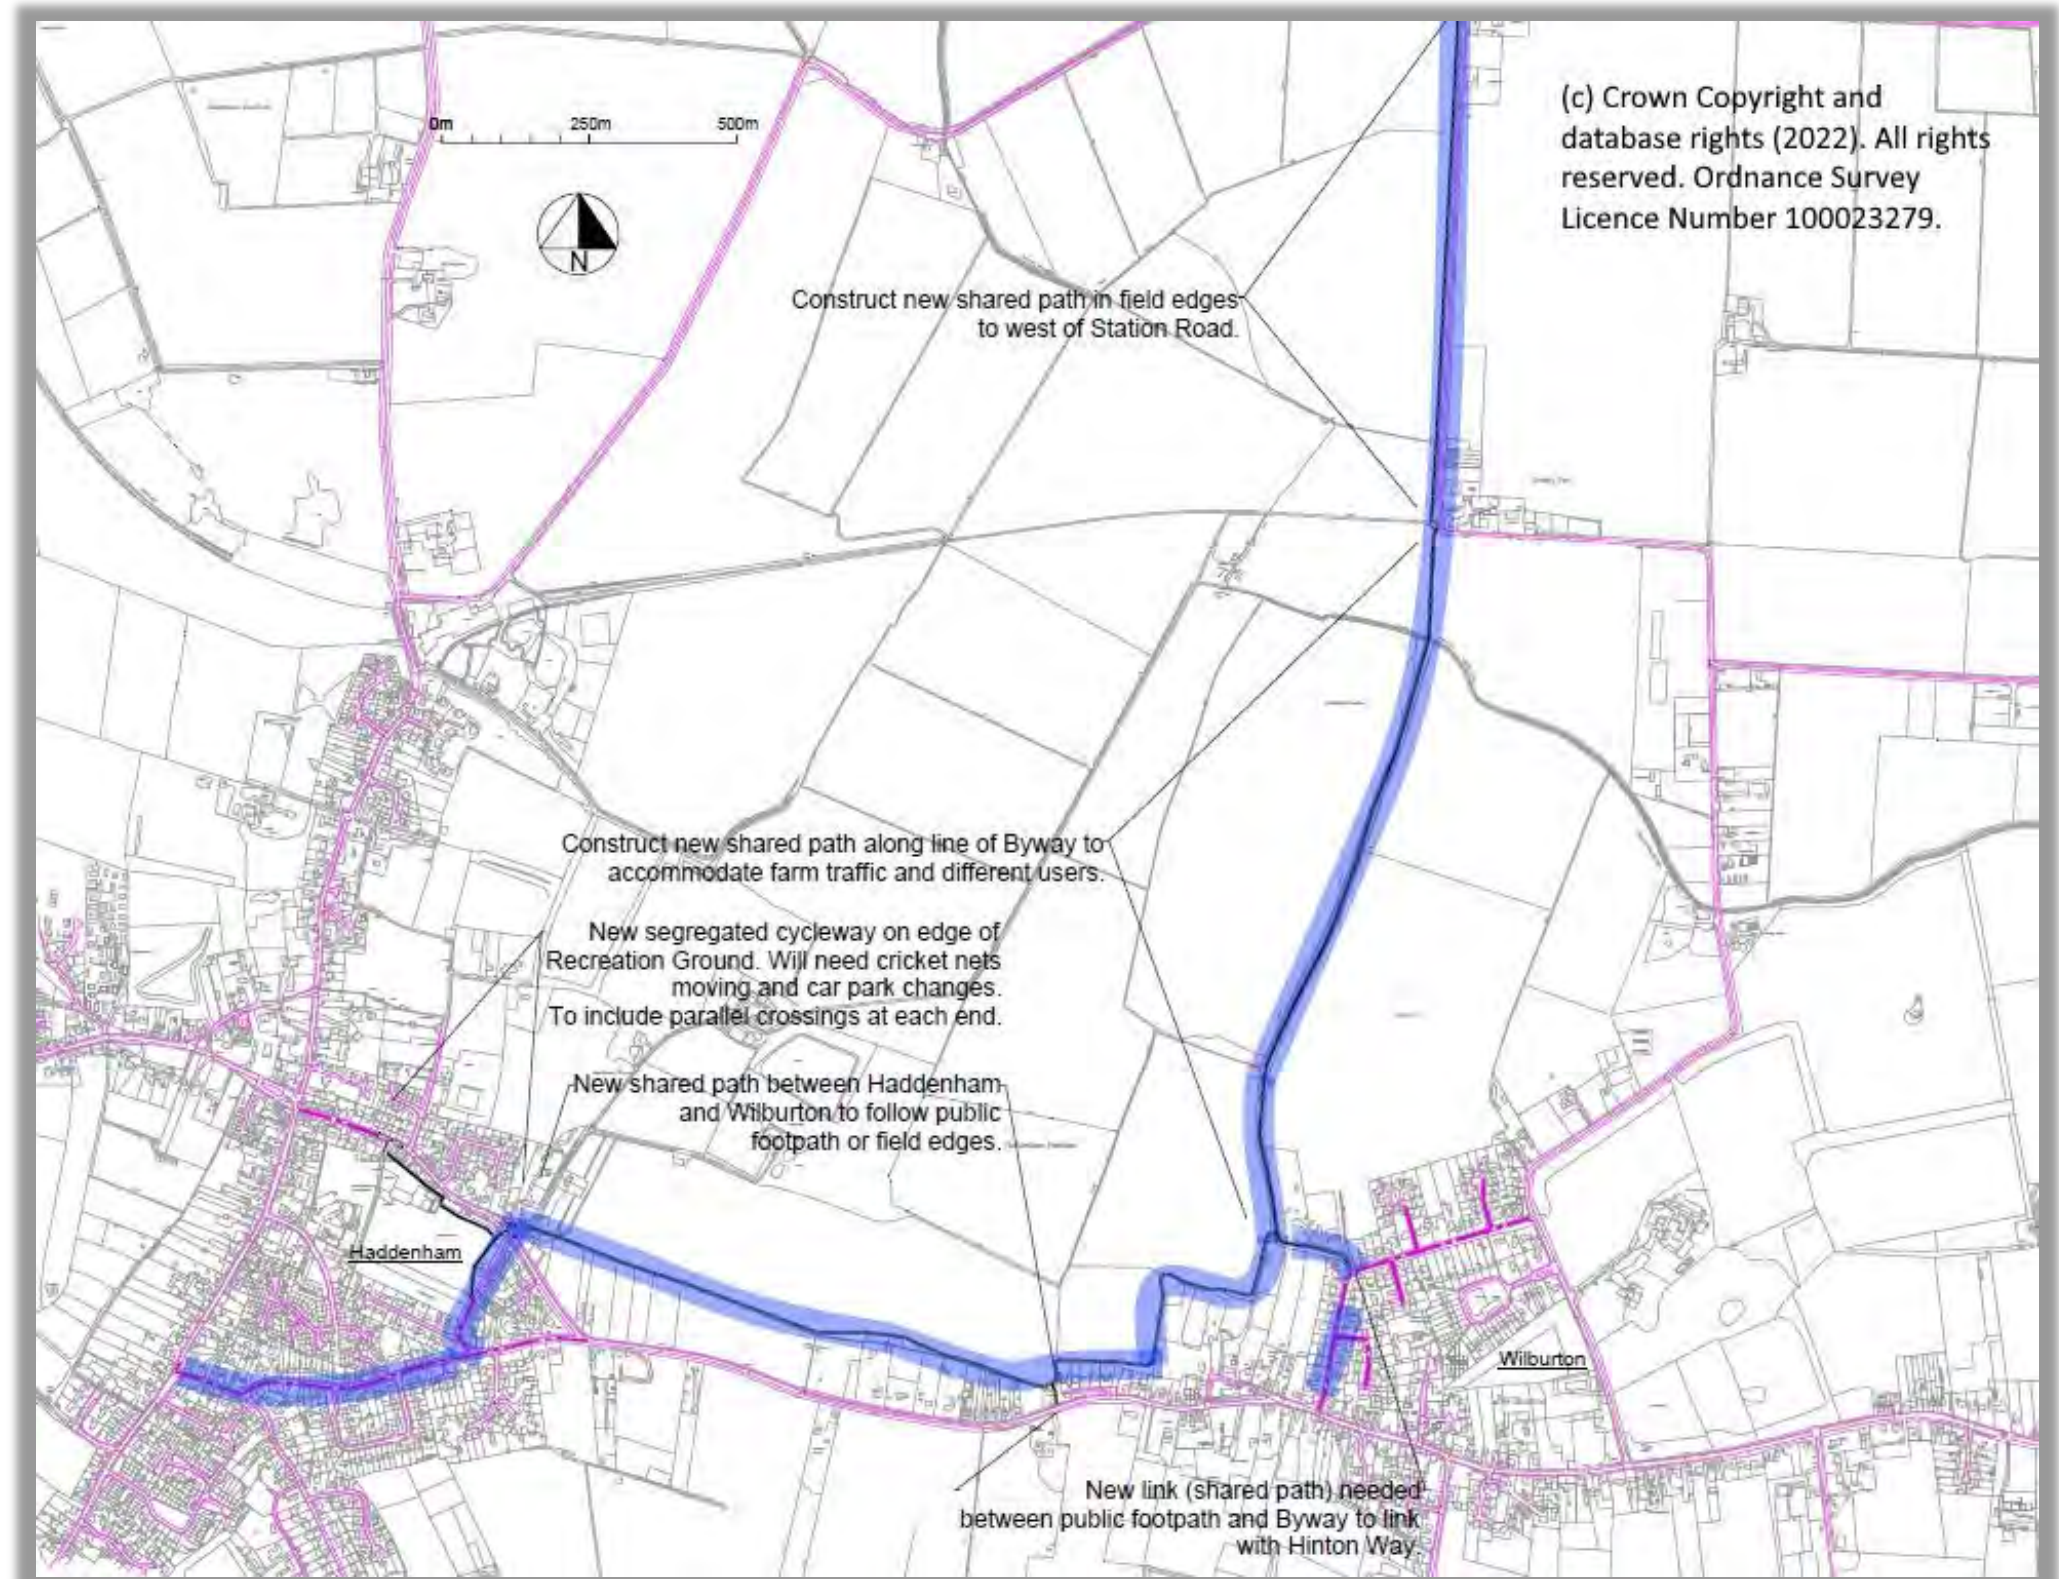 (c) Crown Copyright and
database rights (2022). All rights
reserved. Ordnance Survey
Licence Number 100023279.
0m 250m 500m
N
Construct new shared path in field edges
to west of Station Road.
Construct new shared path along line of Byway to
accommodate farm traffic and different users.
New segregated cycleway on edge of
Recreation Ground. Will need cricket nets
moving and car park changes.
To include parallel crossings at each end.
New shared path between Haddenham
and Wilburton to follow public
footpath or field edges.
Haddenham
Wilburton
New link (shared path) needed
between public footpath and Byway to link
with Hinton Way.